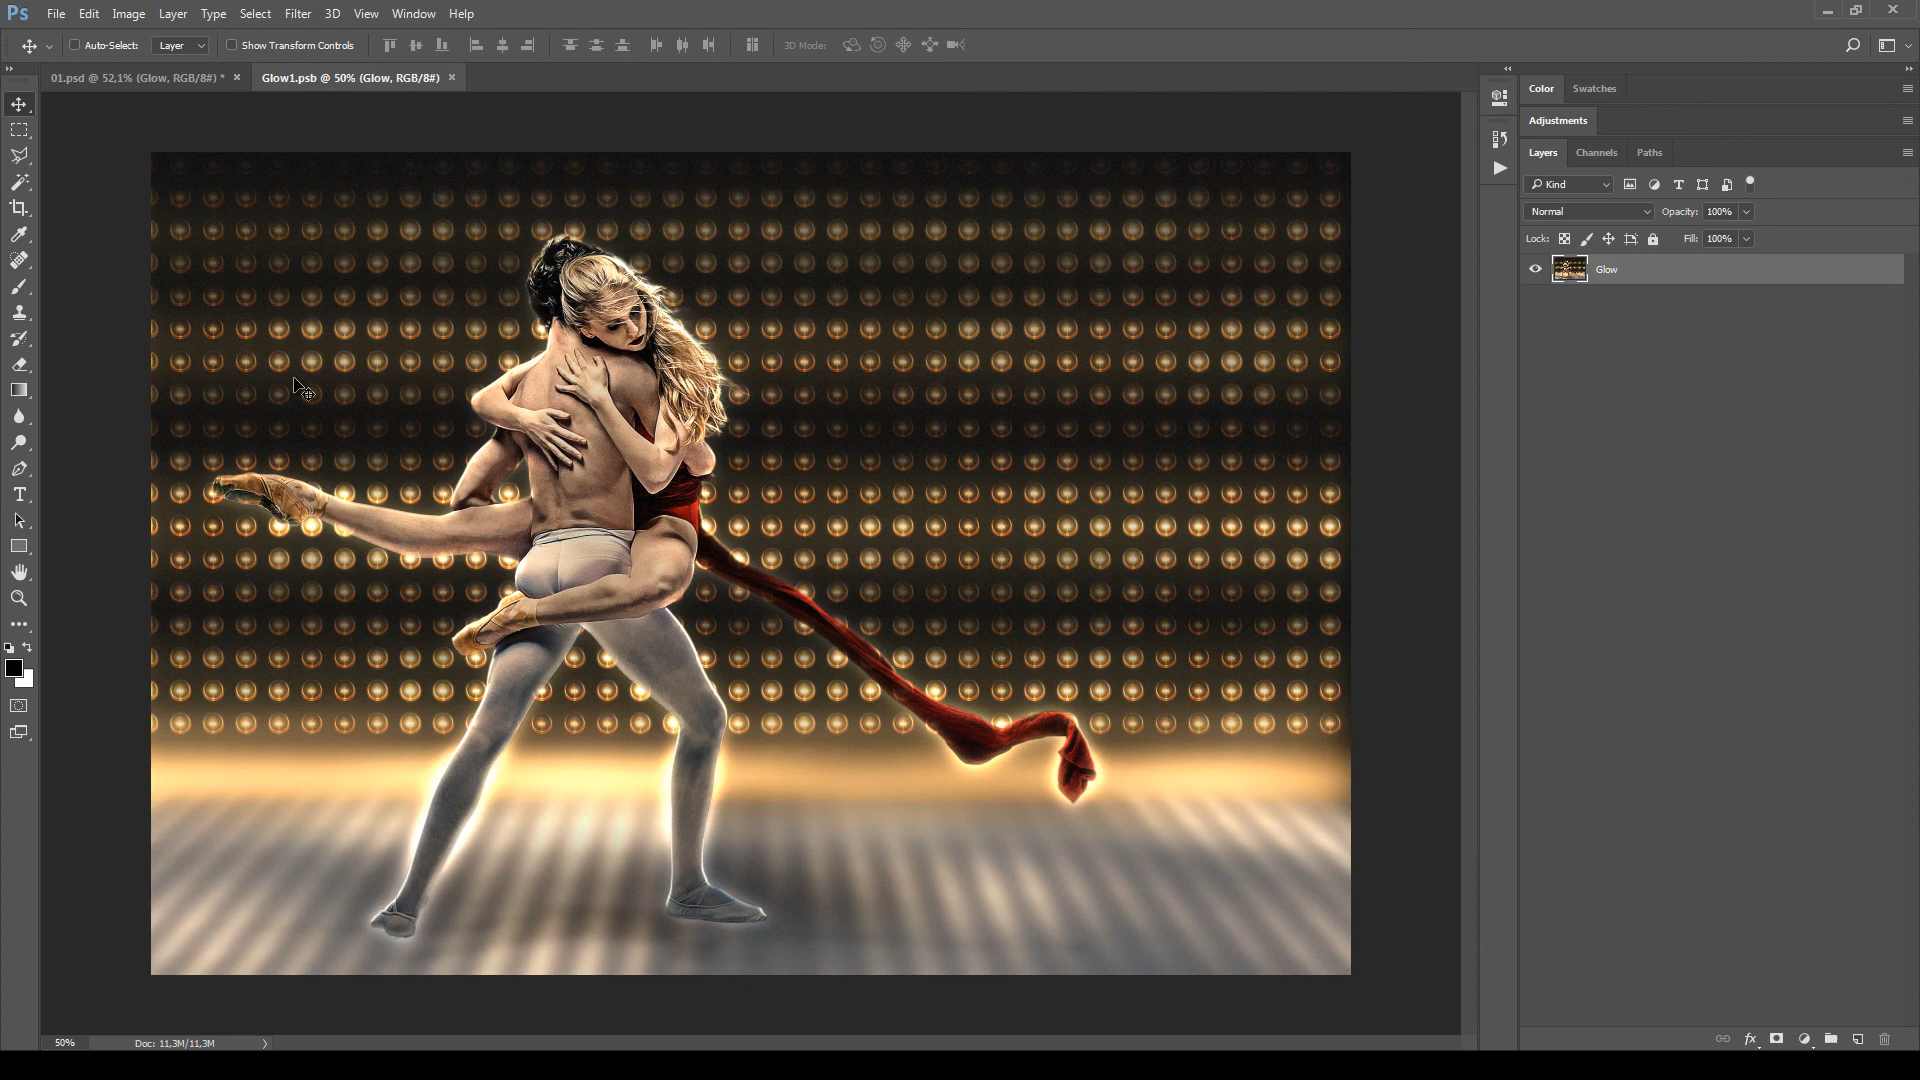 Ps File Edit Image Layer Type Select Filter 3D View Window Help
Auto-Select: Layer Show Transform Controls 3D Mode:
01.psd @ 52,1% (Glow, RGB/8#) * × Glow1.psb @ 50% (Glow, RGB/8#) ×
Color Swatches
Adjustments
Layers Channels Paths
Kind
Normal Opacity: 100%
Lock: Fill: 100%
Glow
50% Doc: 11,3M/11,3M